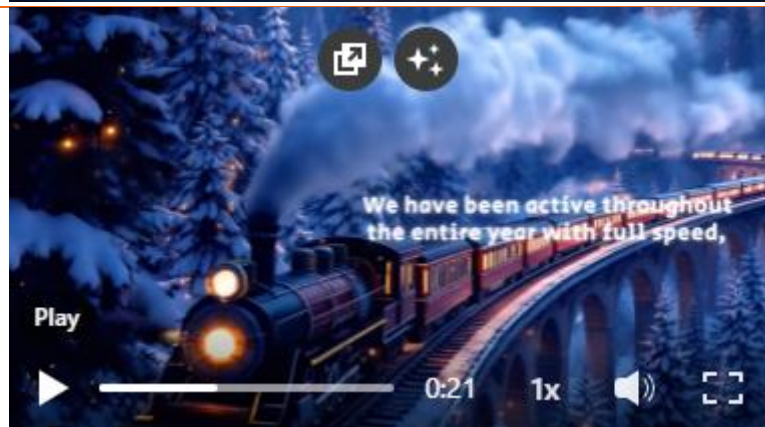 We have been active throughout
the entire year with full speed,
Play
0:21
1x